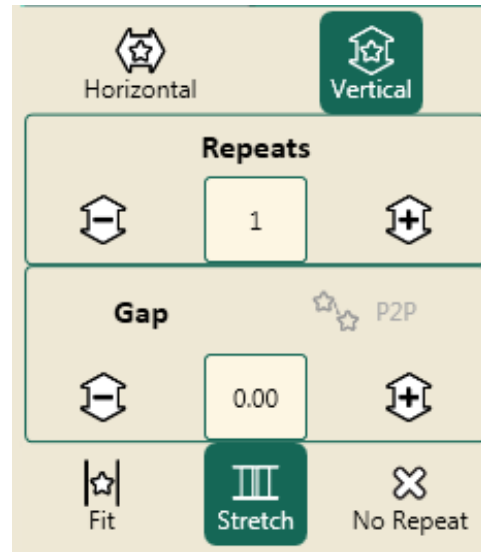 Horizontal Vertical
Repeats
1
Gap P2P
0.00
Fit Stretch No Repeat